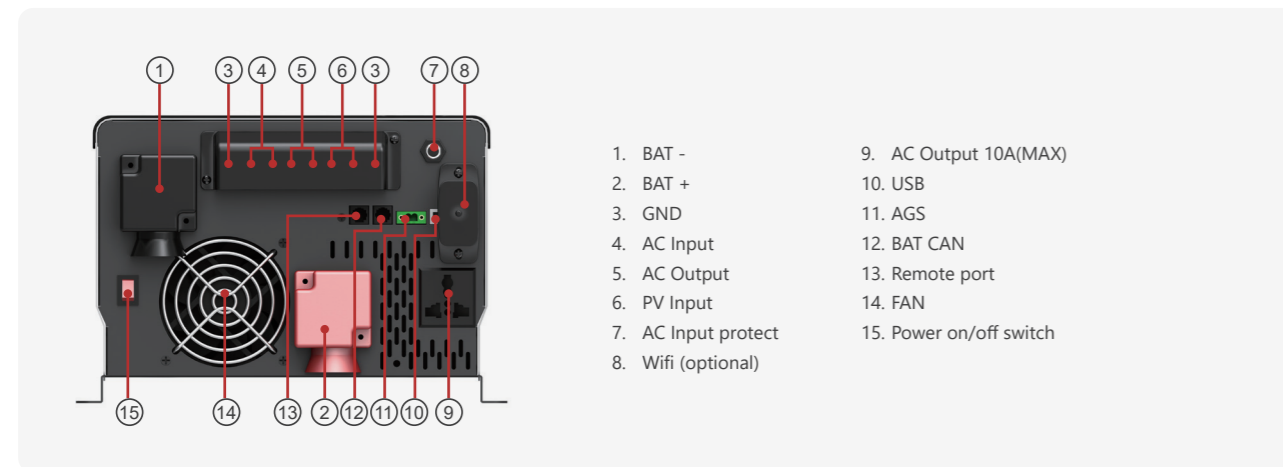 1 3 4 5 6 3 7 8
1. BAT -
2. BAT +
3. GND
4. AC Input
5. AC Output
6. PV Input
7. AC Input protect
8. Wifi (optional)
9. AC Output 10A(MAX)
10. USB
11. AGS
12. BAT CAN
13. Remote port
14. FAN
15. Power on/off switch
15 14 13 2 12 11 10 9